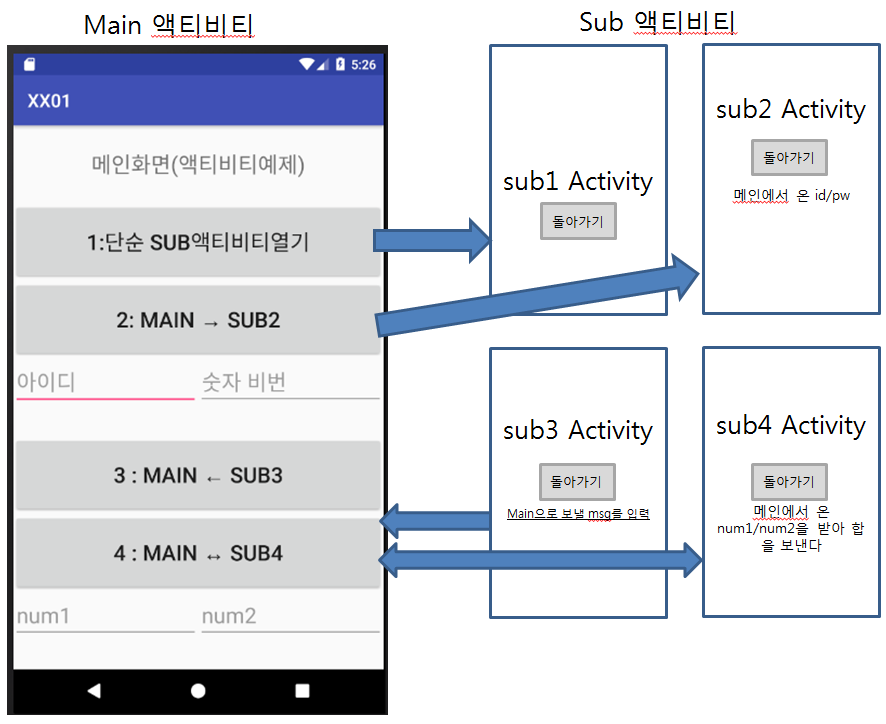 Main 액티비티
Sub 액티비티
5:26
XX01
메인화면(액티비티예제)
1:단순 SUB액티비티열기
2: MAIN → SUB2
아이디
숫자 비번
3 : MAIN ← SUB3
4 : MAIN ↔ SUB4
num1
num2
sub1 Activity
돌아가기
sub2 Activity
돌아가기
메인에서 온 id/pw
sub3 Activity
돌아가기
Main으로 보낼 msg를 입력
sub4 Activity
돌아가기
메인에서 온
num1/num2을 받아 합
을 보낸다